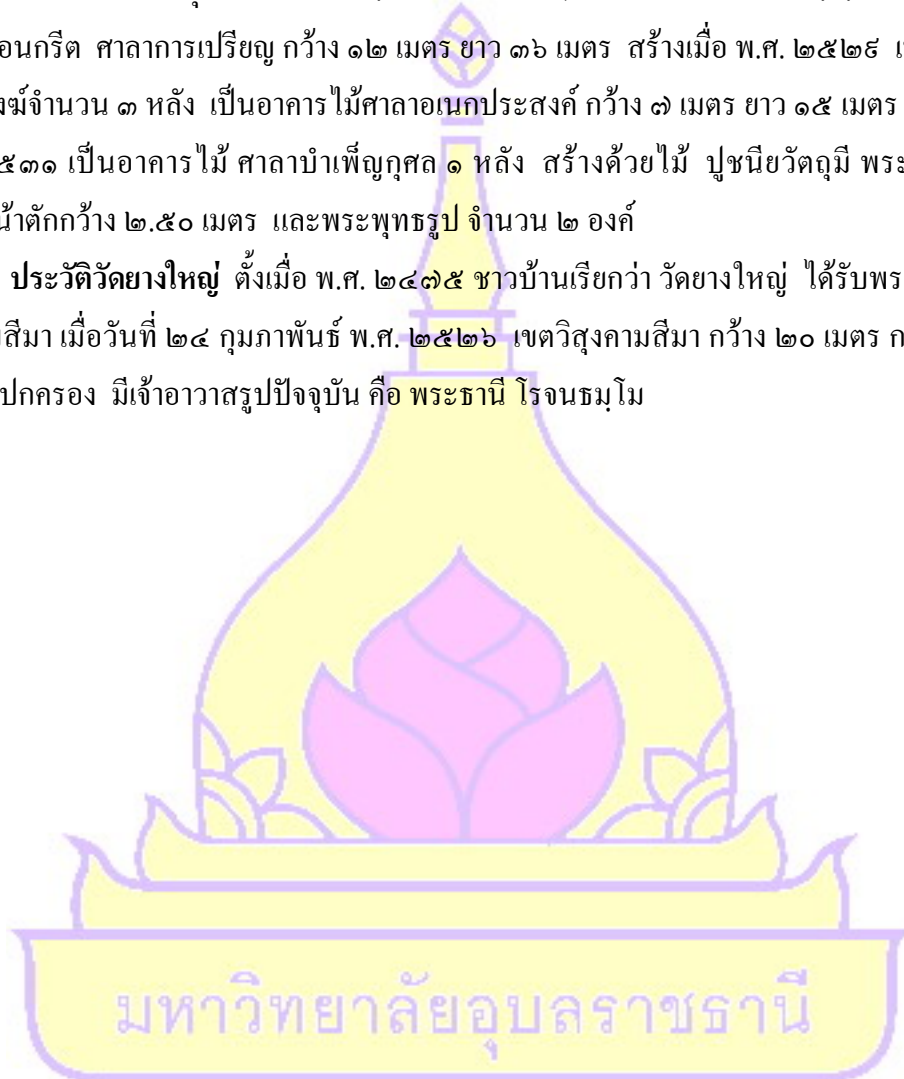 อนกรีต ศาลาการเปรียญ กว้าง ๑๒ เมตร ยาว ๓๖ เมตร สร้างเมื่อ พ.ศ. ๒๕๒๙
งฆ์จำนวน ๓ หลัง เป็นอาคารไม้ศาลาอเนกประสงค์ กว้าง ๗ เมตร ยาว ๑๕ เมตร
๕๓๑ เป็นอาคารไม้ ศาลาบำเพ็ญกุศล ๑ หลัง สร้างด้วยไม้ ปูชนียวัตถุมี พระ
น้าตักกว้าง ๒.๕๐ เมตร และพระพุทธรูป จำนวน ๒ องค์
ประวัติวัดยางใหญ่ ตั้งเมื่อ พ.ศ. ๒๔๗๕ ชาวบ้านเรียกว่า วัดยางใหญ่ ได้รับพร
มสีมา เมื่อวันที่ ๒๔ กุมภาพันธ์ พ.ศ. ๒๕๒๖ เขตวิสุงคามสีมา กว้าง ๒๐ เมตร ก
ปกครอง มีเจ้าอาวาสรูปปัจจุบัน คือ พระธานี โรจนธมฺโม
มหาวิทยาลัยอุบลราชธานี